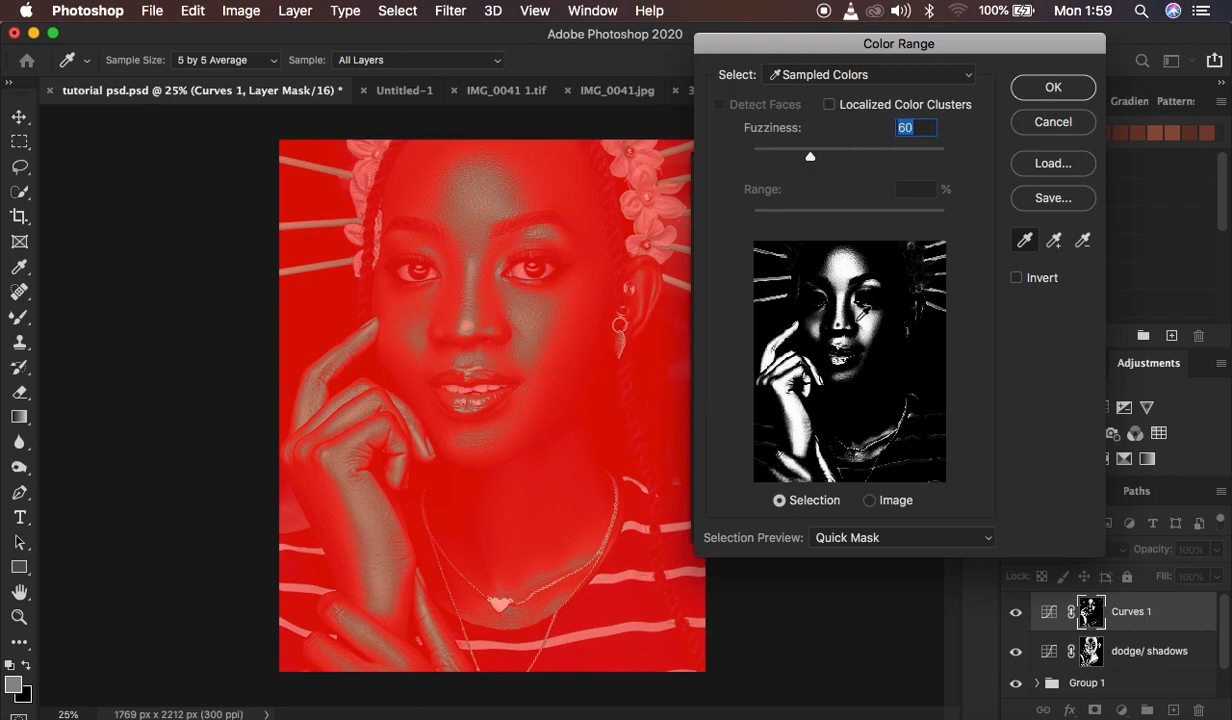 Photoshop File Edit Image Layer Type Select Filter 3D View Window Help 100% Mon 1:59
Adobe Photoshop 2020
Sample Size: 5 by 5 Average Sample: All Layers
tutorial psd.psd @ 25% (Curves 1, Layer Mask/16) * Untitled-1 IMG_0041 1.tif IMG_0041.jpg 3
Color Range
Select: Sampled Colors
Detect Faces Localized Color Clusters
Fuzziness: 60
Range: %
Selection Image
Selection Preview: Quick Mask
OK
Cancel
Load...
Save...
Invert
Gradien Pattern:
Adjustments
Paths
Opacity: 100%
Lock: Fill: 100%
Curves 1
dodge/ shadows
Group 1
fx
25% 1769 px x 2212 px (300 ppi)